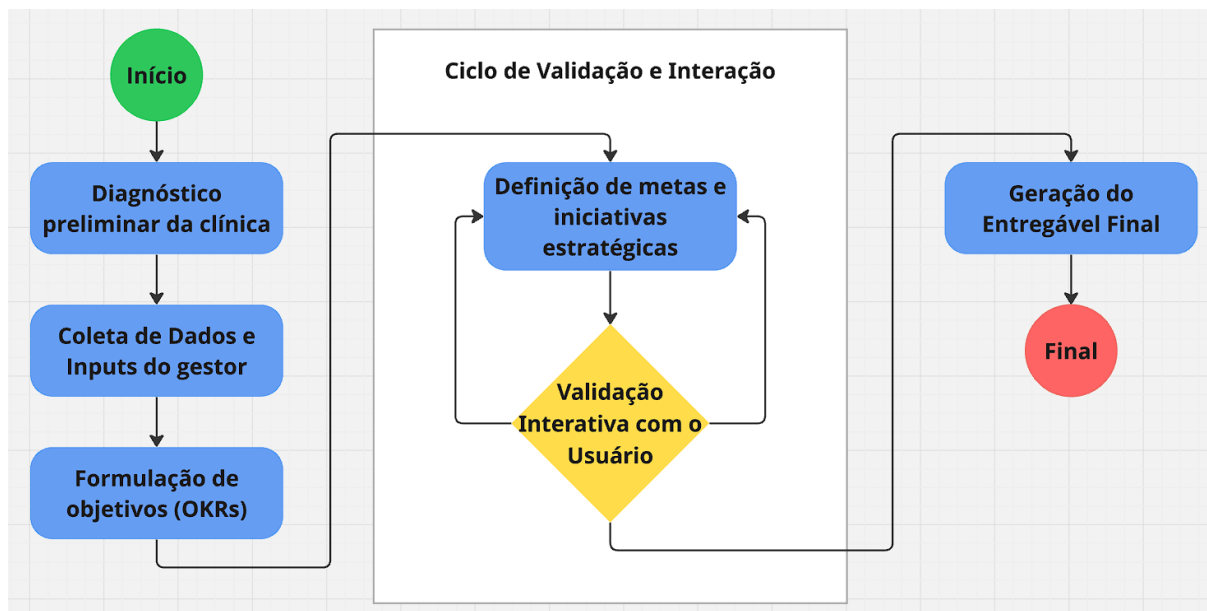 Início
Diagnóstico
preliminar da clínica
Coleta de Dados e
Inputs do gestor
Formulação de
objetivos (OKRs)
Ciclo de Validação e Interação
Definição de metas e
iniciativas
estratégicas
Validação
Interativa com o
Usuário
Geração do
Entregável Final
Final